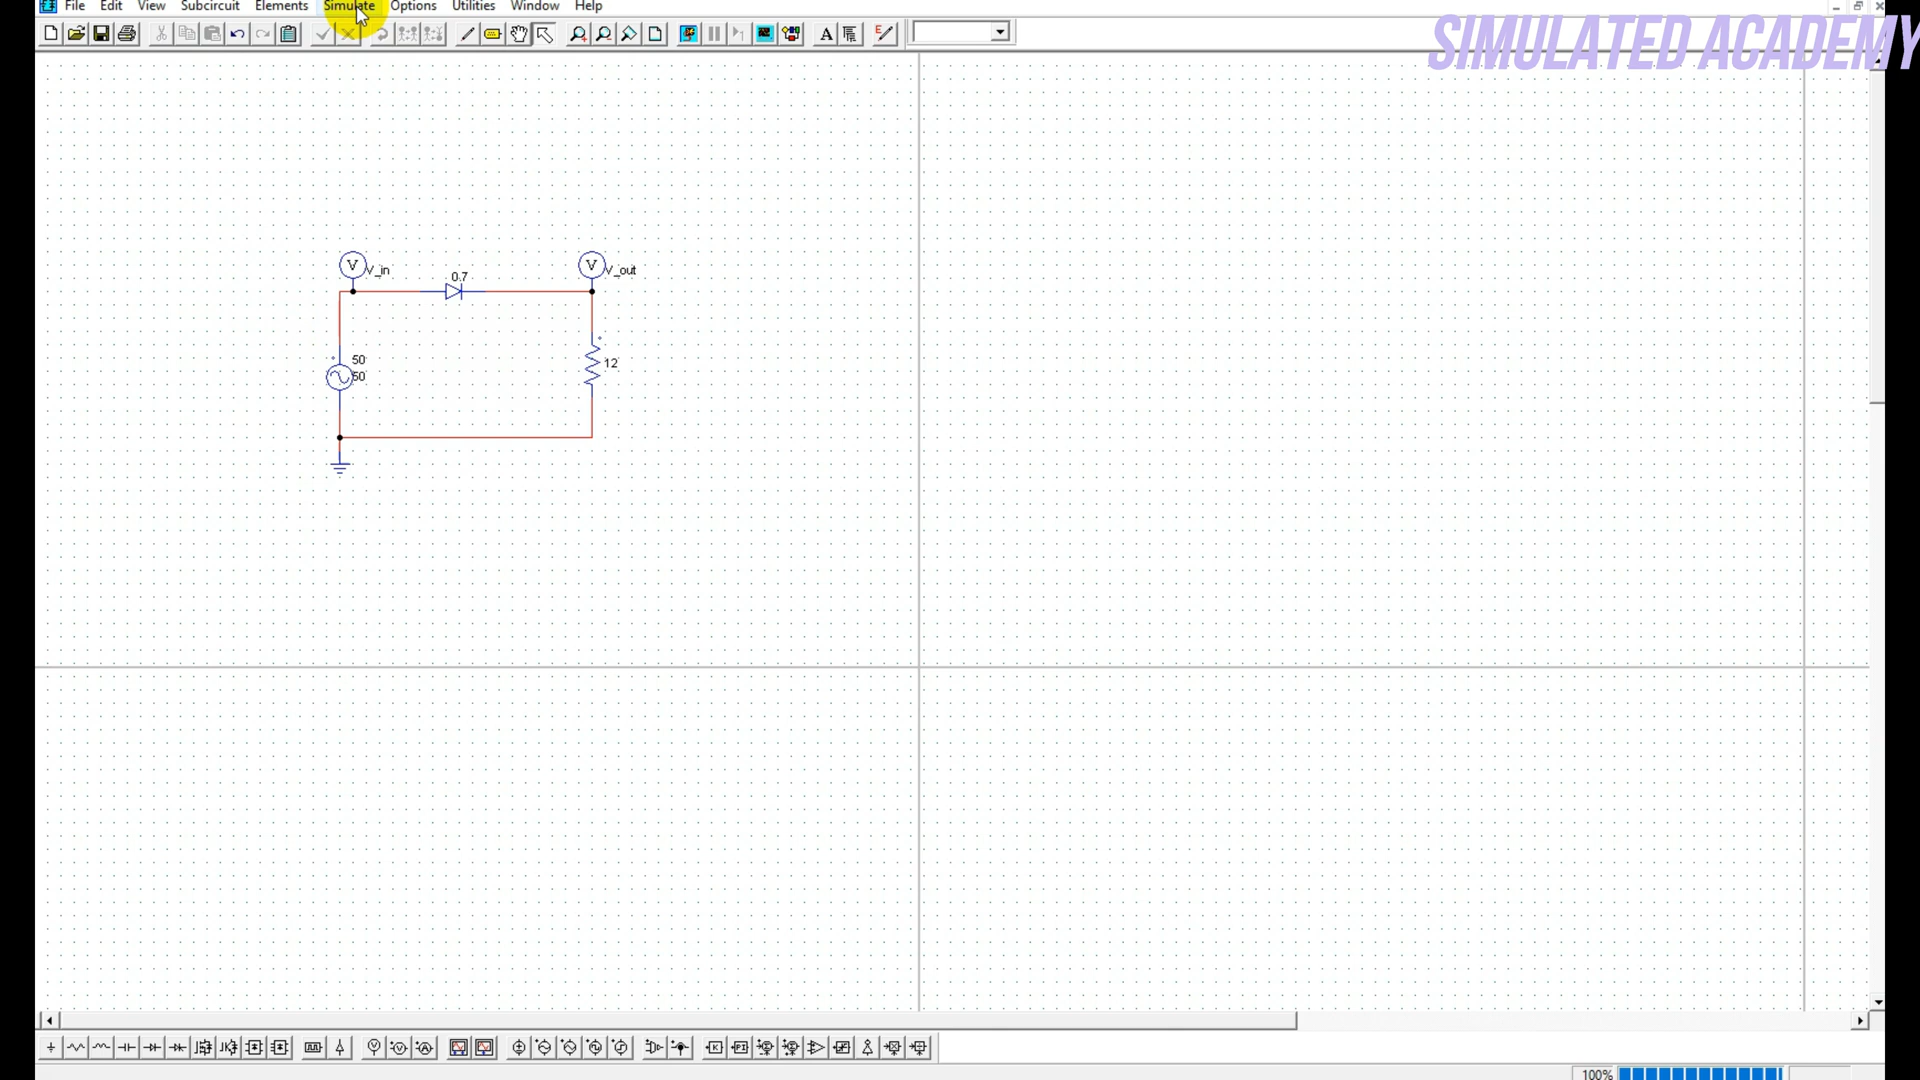 File Edit View Subcircuit Elements Simulate Options Utilities Window Help
SIMULATED ACADEMY
V V_in
0.7
V V_out
50
50
12
100%